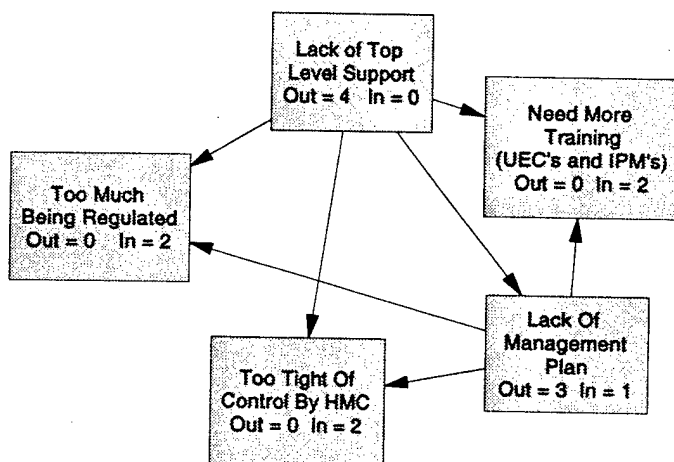 Lack of Top
Level Support
Out = 4 In = 0
Need More
Training
(UEC's and IPM's)
Out = 0 In = 2
Too Much
Being Regulated
Out = 0 In = 2
Lack Of
Management
Plan
Out = 3 In = 1
Too Tight Of
Control By HMC
Out = 0 In = 2